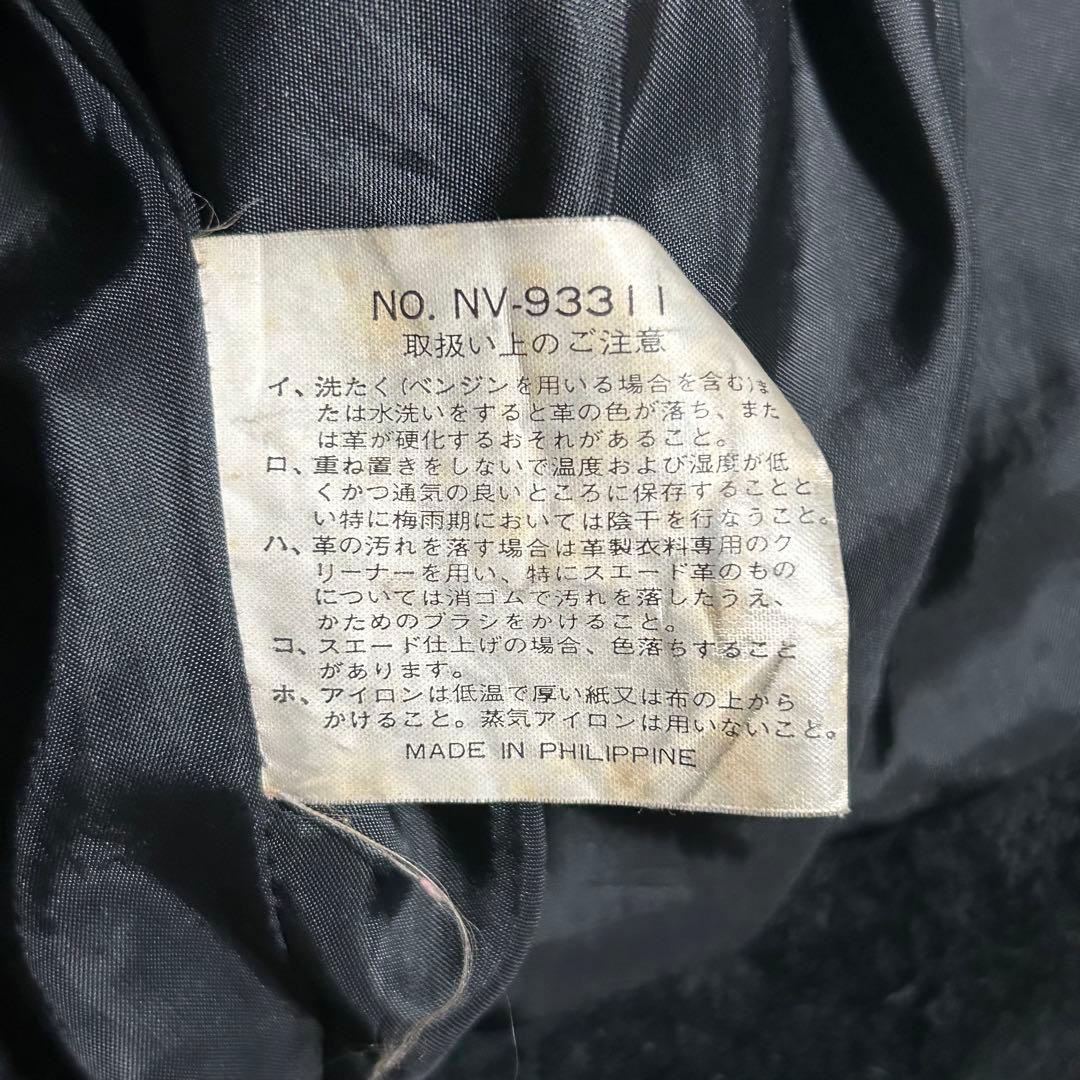 NO. NV-93311
取扱い上のご注意
イ、洗たく(ベンジンを用いる場合を含む)ま
たは水洗いをすると革の色が落ち、また
は革が硬化するおそれがあること。
ロ、重ね置きをしないで温度および湿度が低
くかつ通気の良いところに保存することと
い特に梅雨期においては陰干を行なうこと。
ハ、革の汚れを落す場合は革製衣料専用のク
リーナーを用い、特にスエード革のもの
については消ゴムで汚れを落したうえ、
かためのブラシをかけること。
コ、スエード仕上げの場合、色落ちすること
があります。
ホ、アイロンは低温で厚い紙又は布の上から
かけること。蒸気アイロンは用いないこと。
MADE IN PHILIPPINE